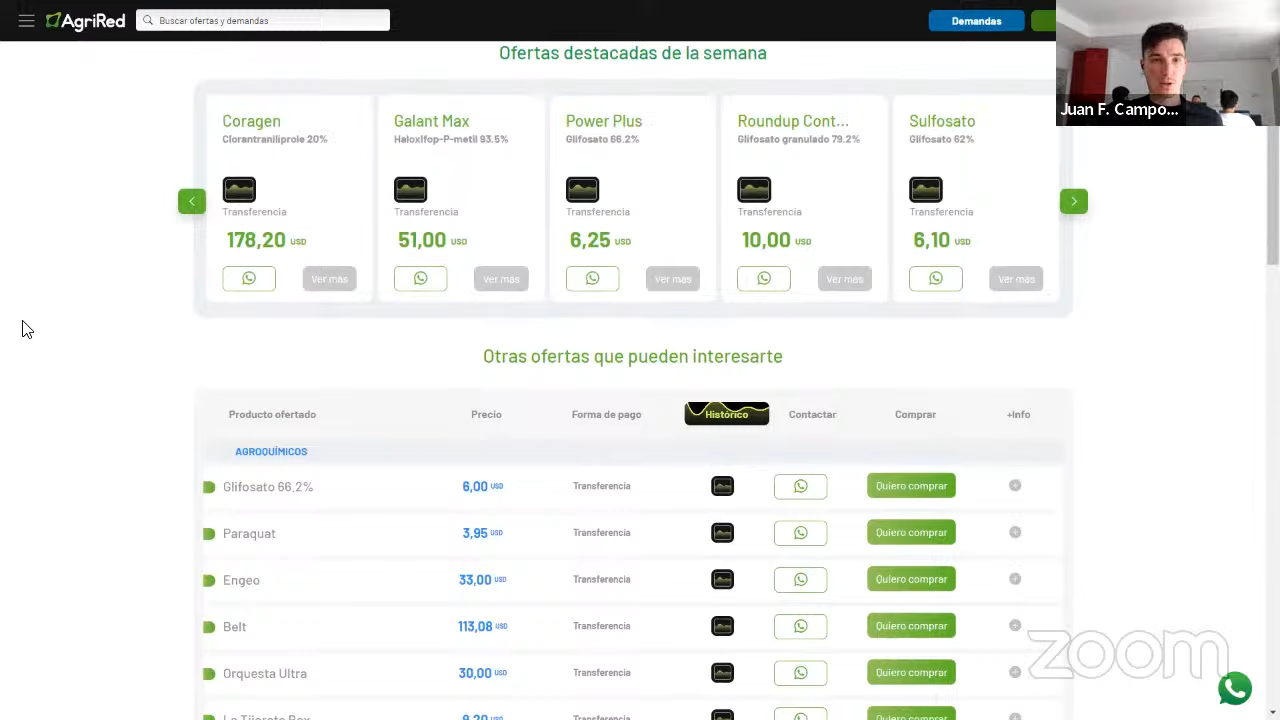 AgriRed
Buscar ofertas y demandas
Demandas
Juan F. Campo...
Ofertas destacadas de la semana
Coragen
Clorantraniliprole 20%
Transferencia
178,20 USD
Ver más
Galant Max
Haloxifop-P-metil 93.5%
Transferencia
51,00 USD
Ver más
Power Plus
Glifosato 66.2%
Transferencia
6,25 USD
Ver más
Roundup Cont...
Glifosato granulado 79.2%
Transferencia
10,00 USD
Ver más
Sulfosato
Glifosato 62%
Transferencia
6,10 USD
Ver más
Otras ofertas que pueden interesarte
Producto ofertado Precio Forma de pago Histórico Contactar Comprar +Info
AGROQUÍMICOS
Glifosato 66.2% 6,00 USD Transferencia Quiero comprar
Paraquat 3,95 USD Transferencia Quiero comprar
Engeo 33,00 USD Transferencia Quiero comprar
Belt 113,08 USD Transferencia Quiero comprar
Orquesta Ultra 30,00 USD Transferencia Quiero comprar
Transferencia Quiero comprar
zoom